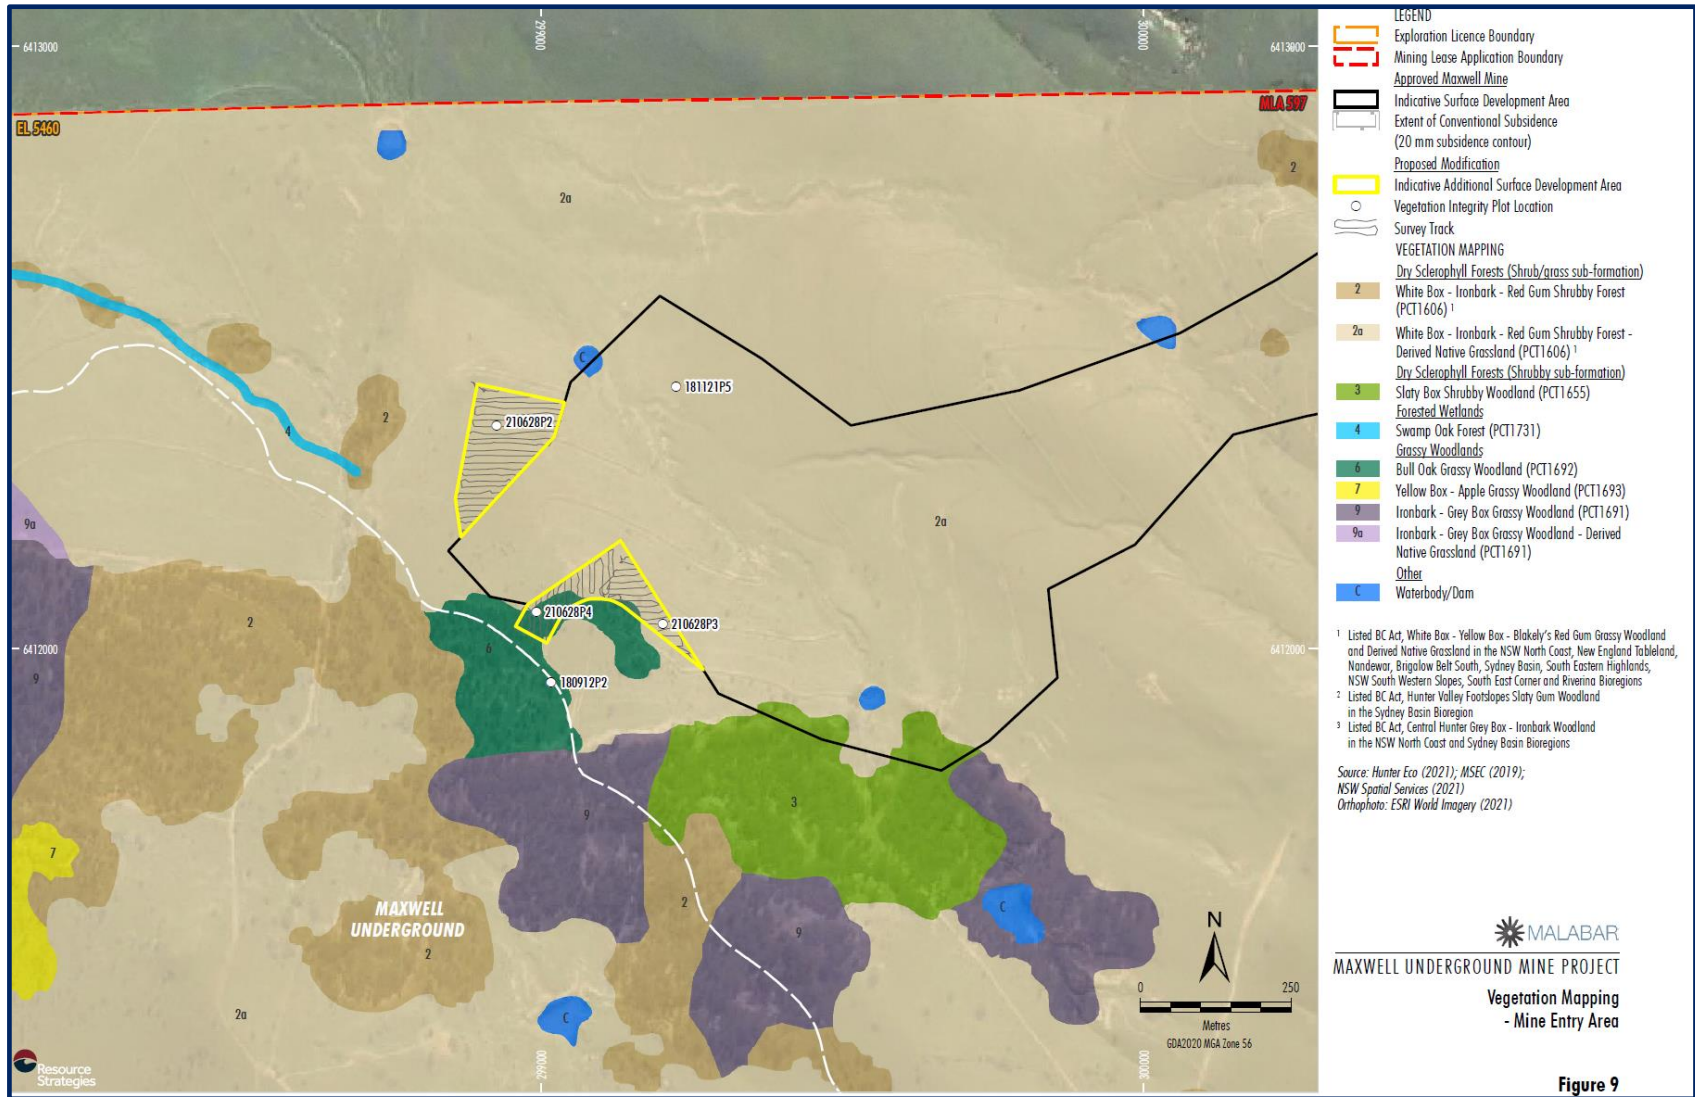 299000
300000
6413000
6413000
EL 5460
MLA 597
2
2a
C
181121P5
210628P2
2
4
2a
9a
210628P4
210628P3
2
6
6412000
6412000
9
180912P2
3
9
7
MAXWELL
UNDERGROUND
2
C
9
2
2a
C
299000
300000
Resource
Strategies
N
0
250
Metres
GDA2020 MGA Zone 56
LEGEND
Exploration Licence Boundary
Mining Lease Application Boundary
Approved Maxwell Mine
Indicative Surface Development Area
Extent of Conventional Subsidence
(20 mm subsidence contour)
Proposed Modification
Indicative Additional Surface Development Area
Vegetation Integrity Plot Location
Survey Track
VEGETATION MAPPING
Dry Sclerophyll Forests (Shrub/grass sub-formation)
2 White Box - Ironbark - Red Gum Shrubby Forest
(PCT1606) 1
2a White Box - Ironbark - Red Gum Shrubby Forest -
Derived Native Grassland (PCT1606) 1
Dry Sclerophyll Forests (Shrubby sub-formation)
3 Slaty Box Shrubby Woodland (PCT1655)
Forested Wetlands
4 Swamp Oak Forest (PCT1731)
Grassy Woodlands
6 Bull Oak Grassy Woodland (PCT1692)
7 Yellow Box - Apple Grassy Woodland (PCT1693)
9 Ironbark - Grey Box Grassy Woodland (PCT1691)
9a Ironbark - Grey Box Grassy Woodland - Derived
Native Grassland (PCT1691)
Other
C Waterbody/Dam
1 Listed BC Act, White Box - Yellow Box - Blakely's Red Gum Grassy Woodland
and Derived Native Grassland in the NSW North Coast, New England Tableland,
Nandewar, Brigalow Belt South, Sydney Basin, South Eastern Highlands,
NSW South Western Slopes, South East Corner and Riverina Bioregions
2 Listed BC Act, Hunter Valley Footslopes Slaty Gum Woodland
in the Sydney Basin Bioregion
3 Listed BC Act, Central Hunter Grey Box - Ironbark Woodland
in the NSW North Coast and Sydney Basin Bioregions
Source: Hunter Eco (2021); MSEC (2019);
NSW Spatial Services (2021)
Orthophoto: ESRI World Imagery (2021)
MALABAR
MAXWELL UNDERGROUND MINE PROJECT
Vegetation Mapping
- Mine Entry Area
Figure 9